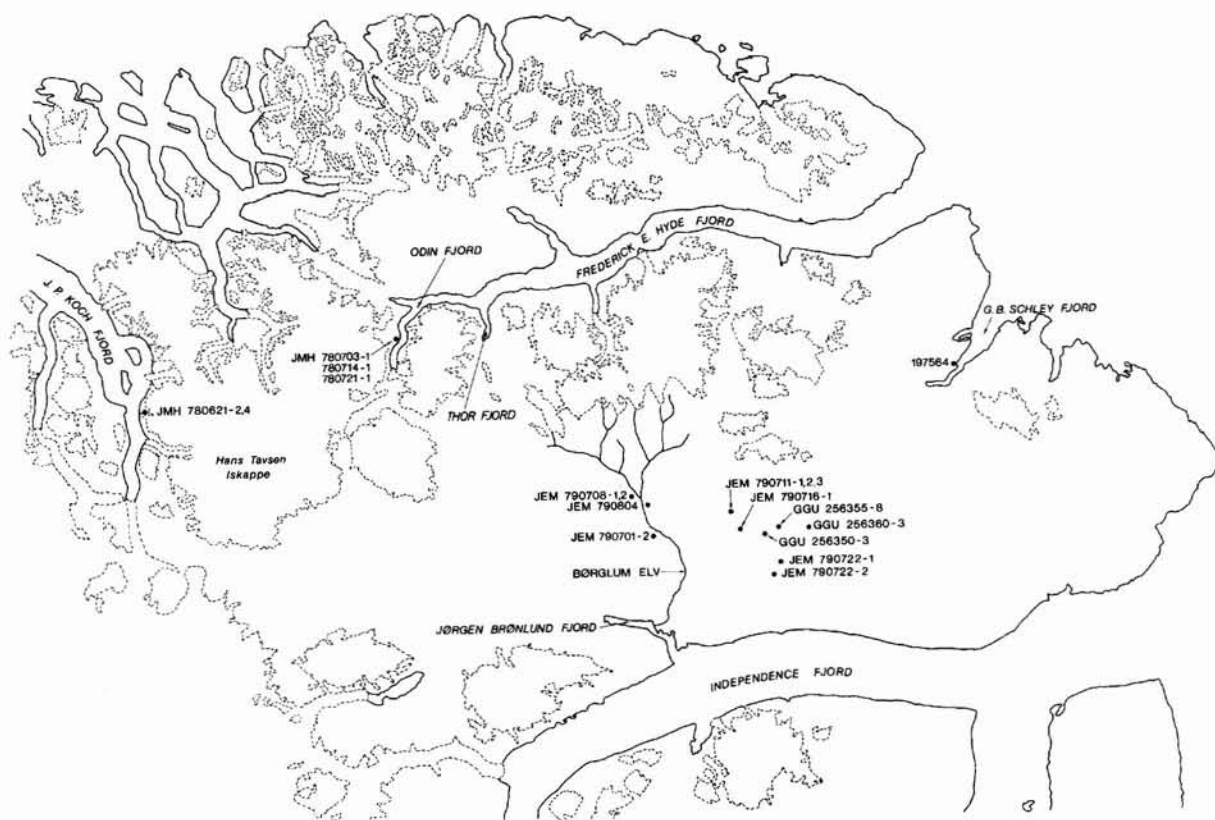 FREDERICK E. HYDE FJORD
ODIN FJORD
J. P. KOCH FJORD
G.B. SCHLEY FJORD
JMH 780703-1
780714-1
780721-1
197564
THOR FJORD
JMH 780621-2,4
Hans Tavsen
Iskappe
JEM 790711-1,2,3
JEM 790708-1,2
JEM 790716-1
JEM 790804
GGU 256355-8
GGU 256360-3
JEM 790701-2
GGU 256350-3
JEM 790722-1
BØRGLUM ELV
JEM 790722-2
JØRGEN BRØNLUND FJORD
INDEPENDENCE FJORD